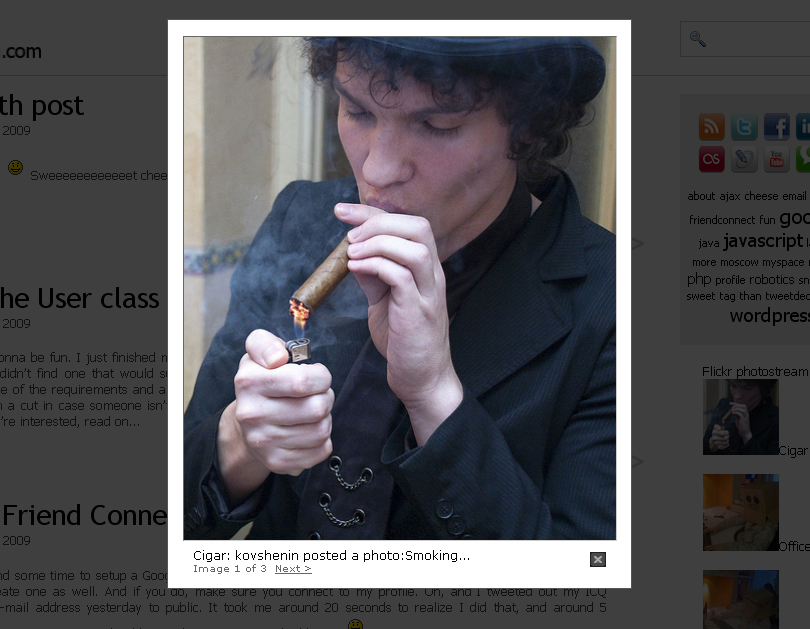 .com
th post
2009
Sweeeeeeeeeeeet chee
he User class
2009
onna be fun. I just finished
didn't find one that would su
e of the requirements and a
a cut in case someone isn'
're interested, read on...
Friend Conne
2009
nd some time to setup a Goo
eate one as well. And if you do, make sure you connect to my profile. Oh, and I tweeted out my ICQ
-mail address yesterday to public. It took me around 20 seconds to realize I did that, and around 5
Cigar: kovshenin posted a photo:Smoking...
Image 1 of 3 Next >
about ajax cheese email
friendconnect fun goo
java javascript
more moscow myspace
php profile robotics sn
sweet tag than tweetdec
wordpress
Flickr photostream
Cigar
Office